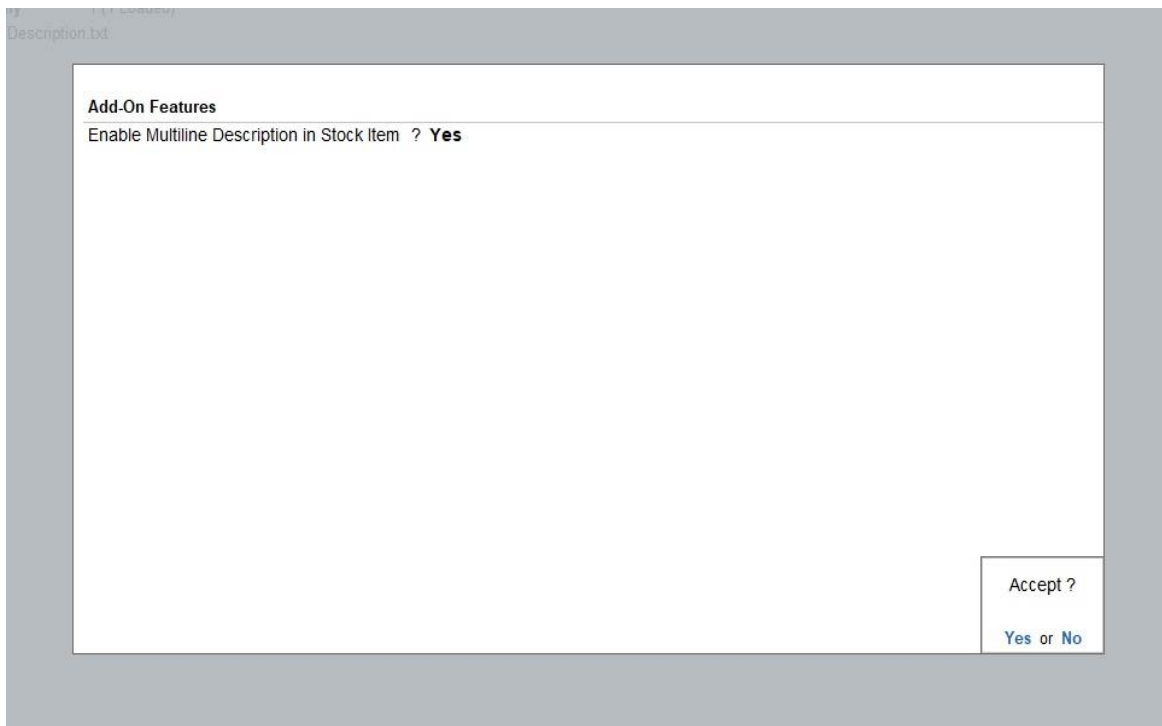 Description.txt
Add-On Features
Enable Multiline Description in Stock Item ? Yes
Accept ?
Yes or No